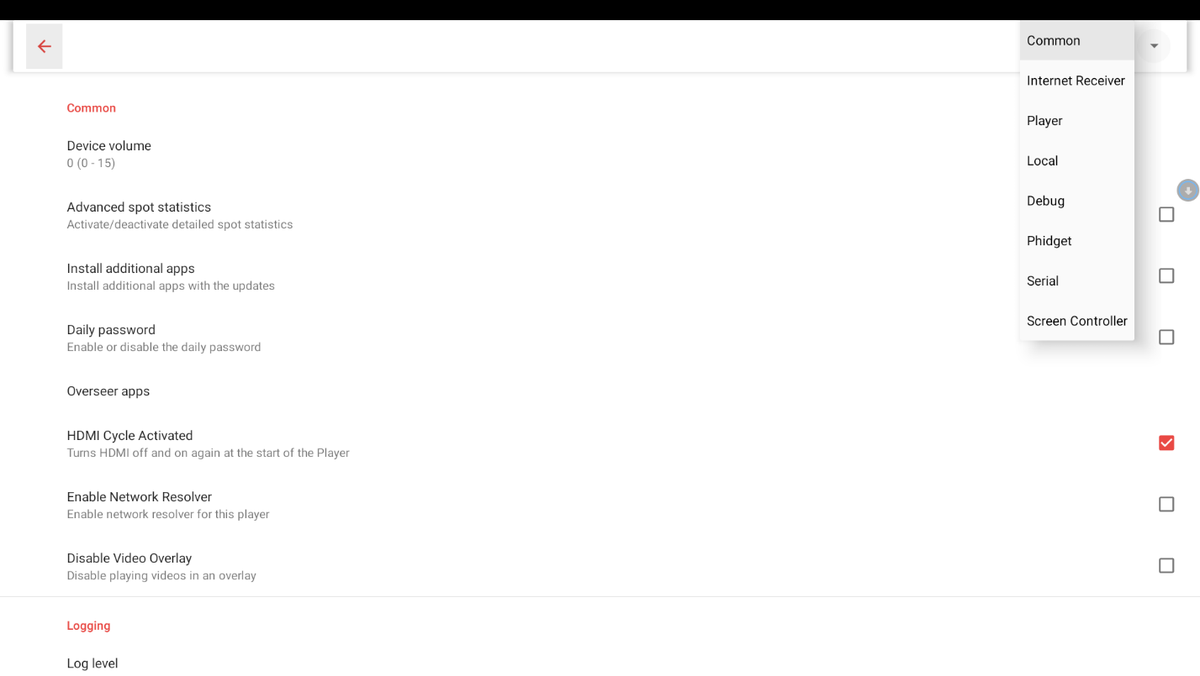 Common
Internet Receiver
Player
Local
Debug
Phidget
Serial
Screen Controller
Common
Device volume
0 (0 - 15)
Advanced spot statistics
Activate/deactivate detailed spot statistics
Install additional apps
Install additional apps with the updates
Daily password
Enable or disable the daily password
Overseer apps
HDMI Cycle Activated
Turns HDMI off and on again at the start of the Player
Enable Network Resolver
Enable network resolver for this player
Disable Video Overlay
Disable playing videos in an overlay
Logging
Log level